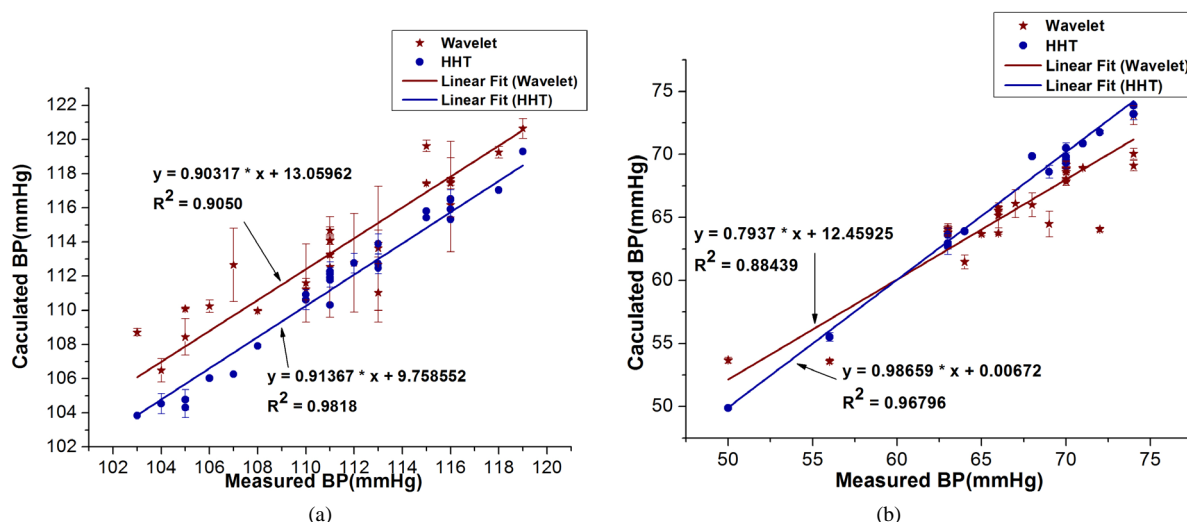 Wavelet
HHT
Linear Fit (Wavelet)
Linear Fit (HHT)
122
120
118
116
114
112
110
108
106
104
102
Caculated BP(mmHg)
y = 0.90317 * x + 13.05962
R2 = 0.9050
y = 0.91367 * x + 9.758552
R2 = 0.9818
102 104 106 108 110 112 114 116 118 120
Measured BP(mmHg)
(a)
Wavelet
HHT
Linear Fit (Wavelet)
Linear Fit (HHT)
75
70
65
60
55
50
Caculated BP(mmHg)
y = 0.7937 * x + 12.45925
R2 = 0.88439
y = 0.98659 * x + 0.00672
R2 = 0.96796
50 55 60 65 70 75
Measured BP(mmHg)
(b)